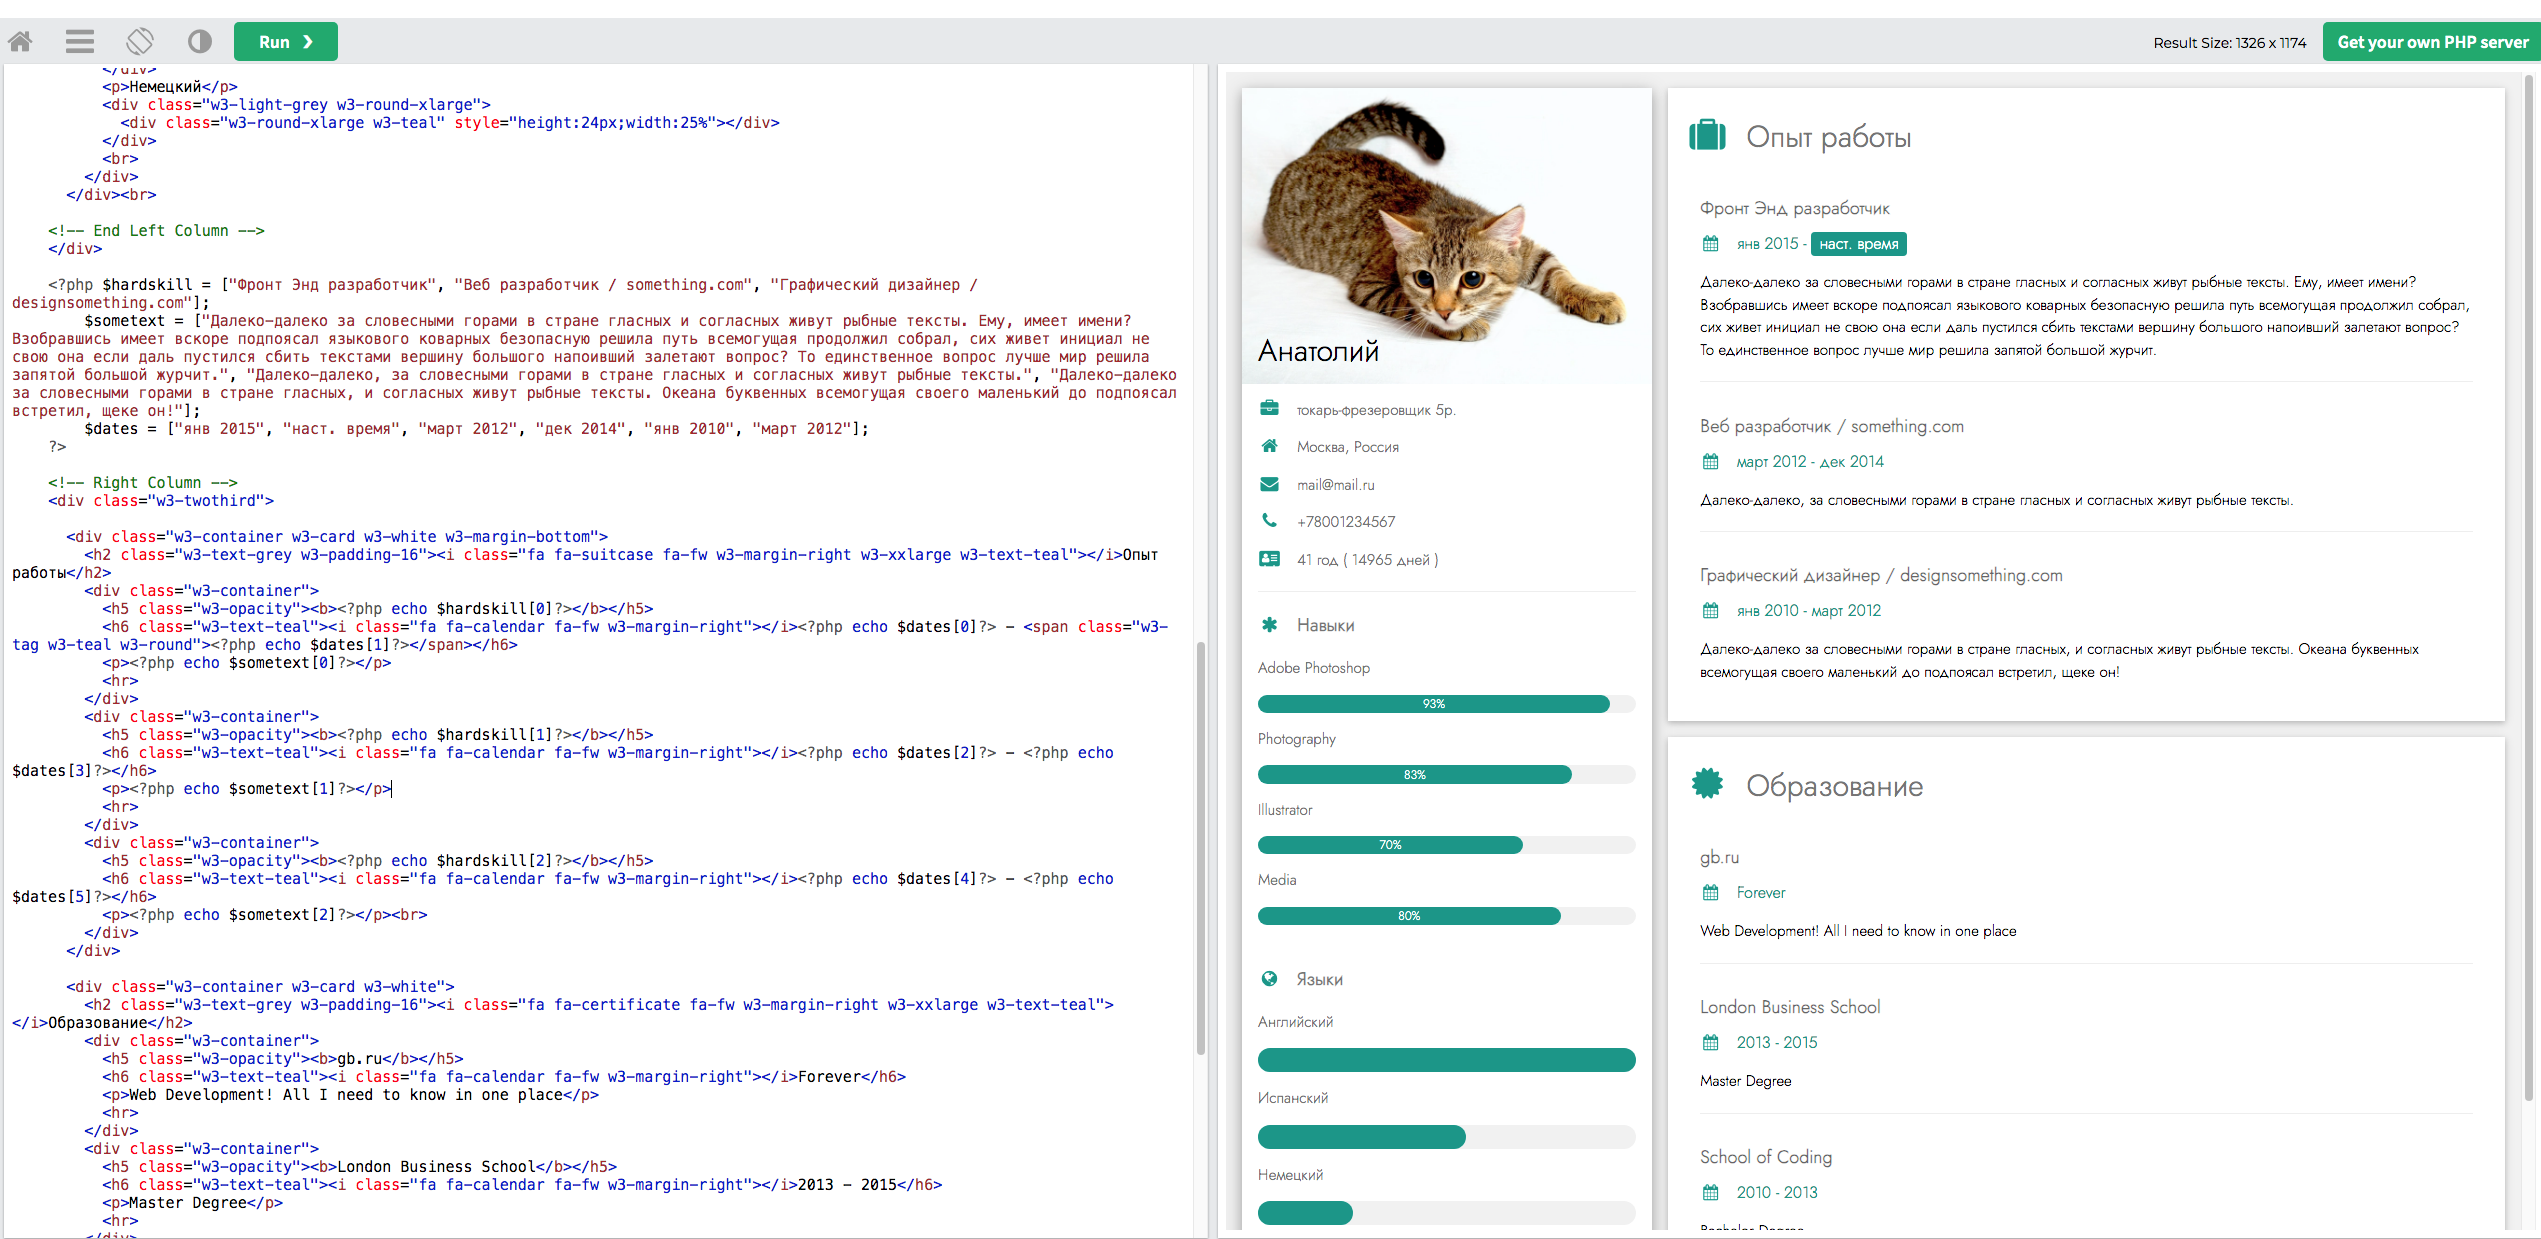 Run ❯
Result Size: 1326 x 1174
Get your own PHP server
</div>
<p>Немецкий</p>
<div class="w3-light-grey w3-round-xlarge">
<div class="w3-round-xlarge w3-teal" style="height:24px;width:25%"></div>
</div>
<br>
</div>
</div><br>
<!-- End Left Column -->
</div>
<?php $hardskill = ["Фронт Энд разработчик", "Веб разработчик / something.com", "Графический дизайнер /
designsomething.com"];
$sometext = ["Далеко-далеко за словесными горами в стране гласных и согласных живут рыбные тексты. Ему, имеет имени?
Взобравшись имеет вскоре подпоясал языкового коварных безопасную решила путь всемогущая продолжил собрал, сих живет инициал не
свою она если даль пустился сбить текстами вершину большого напоивший залетают вопрос? То единственное вопрос лучше мир решила
запятой большой журчит.", "Далеко-далеко, за словесными горами в стране гласных и согласных живут рыбные тексты.", "Далеко-далеко
за словесными горами в стране гласных, и согласных живут рыбные тексты. Океана буквенных всемогущая своего маленький до подпоясал
встретил, щеке он!"];
$dates = ["янв 2015", "наст. время", "март 2012", "дек 2014", "янв 2010", "март 2012"];
?>
<!-- Right Column -->
<div class="w3-twothird">
<div class="w3-container w3-card w3-white w3-margin-bottom">
<h2 class="w3-text-grey w3-padding-16"><i class="fa fa-suitcase fa-fw w3-margin-right w3-xxlarge w3-text-teal"></i>Опыт
работы</h2>
<div class="w3-container">
<h5 class="w3-opacity"><b><?php echo $hardskill[0]?></b></h5>
<h6 class="w3-text-teal"><i class="fa fa-calendar fa-fw w3-margin-right"></i><?php echo $dates[0]?> - <span class="w3-
tag w3-teal w3-round"><?php echo $dates[1]?></span></h6>
<p><?php echo $sometext[0]?></p>
<hr>
</div>
<div class="w3-container">
<h5 class="w3-opacity"><b><?php echo $hardskill[1]?></b></h5>
<h6 class="w3-text-teal"><i class="fa fa-calendar fa-fw w3-margin-right"></i><?php echo $dates[2]?> - <?php echo
$dates[3]?></h6>
<p><?php echo $sometext[1]?></p>
<hr>
</div>
<div class="w3-container">
<h5 class="w3-opacity"><b><?php echo $hardskill[2]?></b></h5>
<h6 class="w3-text-teal"><i class="fa fa-calendar fa-fw w3-margin-right"></i><?php echo $dates[4]?> - <?php echo
$dates[5]?></h6>
<p><?php echo $sometext[2]?></p><br>
</div>
</div>
<div class="w3-container w3-card w3-white">
<h2 class="w3-text-grey w3-padding-16"><i class="fa fa-certificate fa-fw w3-margin-right w3-xxlarge w3-text-teal">
</i>Образование</h2>
<div class="w3-container">
<h5 class="w3-opacity"><b>gb.ru</b></h5>
<h6 class="w3-text-teal"><i class="fa fa-calendar fa-fw w3-margin-right"></i>Forever</h6>
<p>Web Development! All I need to know in one place</p>
<hr>
</div>
<div class="w3-container">
<h5 class="w3-opacity"><b>London Business School</b></h5>
<h6 class="w3-text-teal"><i class="fa fa-calendar fa-fw w3-margin-right"></i>2013 - 2015</h6>
<p>Master Degree</p>
<hr>
</div>
Анатолий
токарь-фрезеровщик 5р.
Москва, Россия
mail@mail.ru
+78001234567
41 год ( 14965 дней )
Навыки
Adobe Photoshop
93%
Photography
83%
Illustrator
70%
Media
80%
Языки
Английский
Испанский
Немецкий
Опыт работы
Фронт Энд разработчик
янв 2015 - наст. время
Далеко-далеко за словесными горами в стране гласных и согласных живут рыбные тексты. Ему, имеет имени?
Взобравшись имеет вскоре подпоясал языкового коварных безопасную решила путь всемогущая продолжил собрал,
сих живет инициал не свою она если даль пустился сбить текстами вершину большого напоивший залетают вопрос?
То единственное вопрос лучше мир решила запятой большой журчит.
Веб разработчик / something.com
март 2012 - дек 2014
Далеко-далеко, за словесными горами в стране гласных и согласных живут рыбные тексты.
Графический дизайнер / designsomething.com
янв 2010 - март 2012
Далеко-далеко за словесными горами в стране гласных, и согласных живут рыбные тексты. Океана буквенных
всемогущая своего маленький до подпоясал встретил, щеке он!
Образование
gb.ru
Forever
Web Development! All I need to know in one place
London Business School
2013 - 2015
Master Degree
School of Coding
2010 - 2013
Bachelor Degree